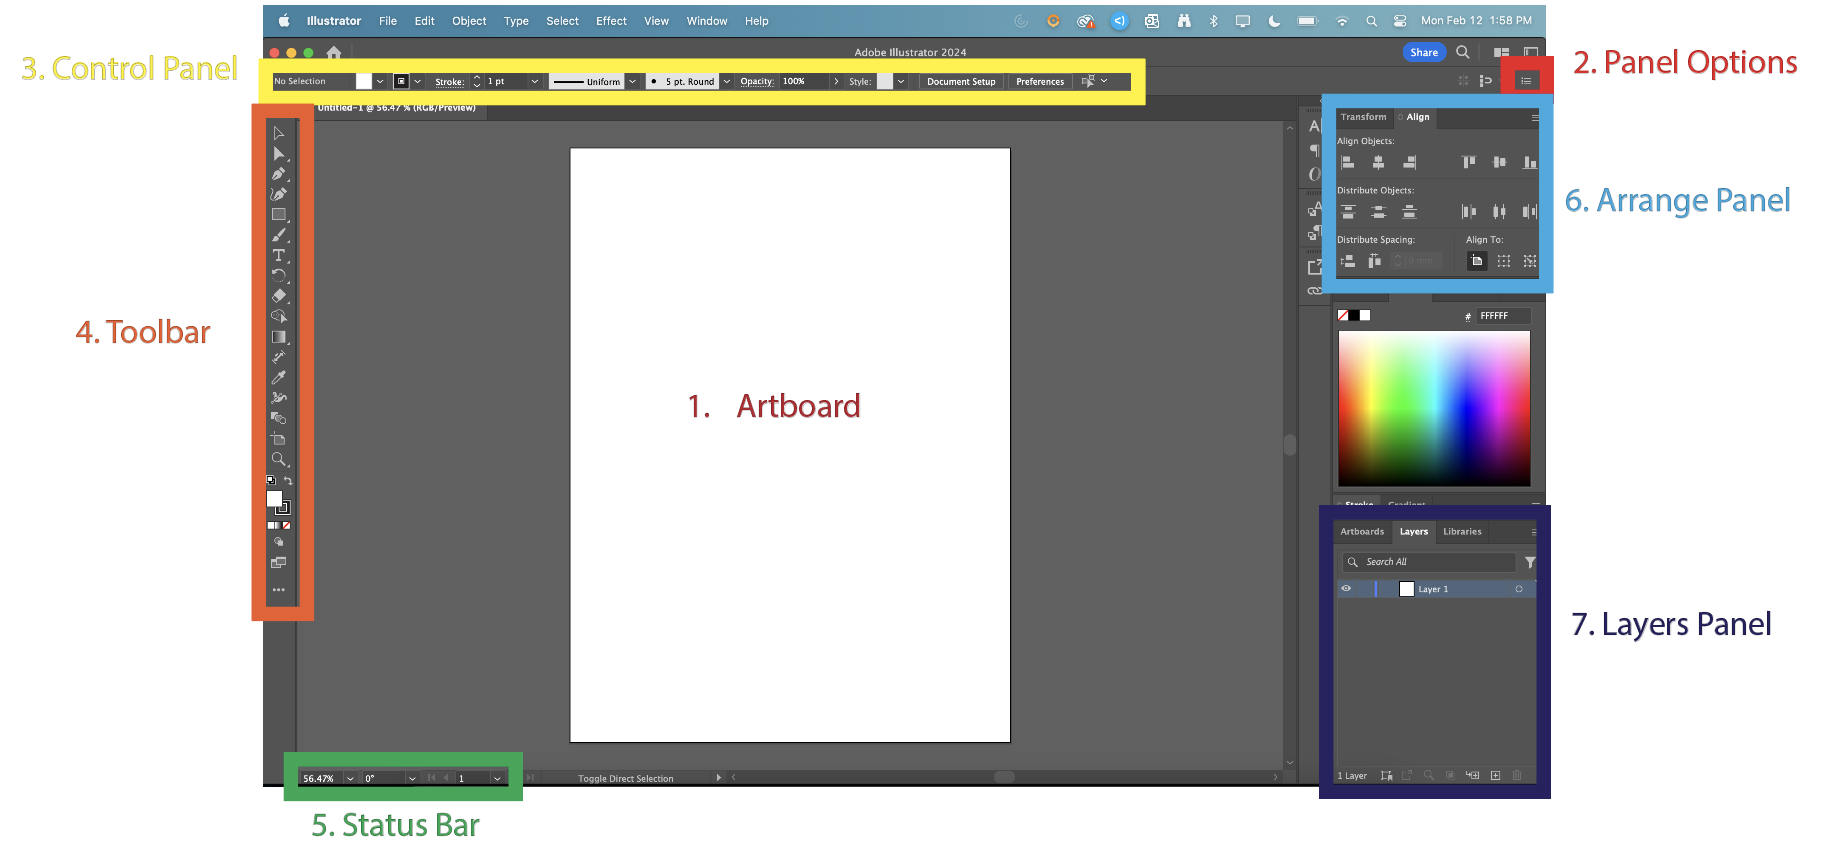 Illustrator File Edit Object Type Select Effect View Window Help Mon Feb 12 1:58 PM
Adobe Illustrator 2024 Share
3. Control Panel
No Selection Stroke: 1 pt Uniform 5 pt. Round Opacity: 100% Style: Document Setup Preferences
2. Panel Options
Untitled-1 @ 56.47 % (RGB/Preview)
Transform Align
Align Objects:
Distribute Objects:
6. Arrange Panel
Distribute Spacing: Align To:
0 mm
# FFFFFF
4. Toolbar
1. Artboard
Stroke Gradient
Artboards Layers Libraries
Search All
Layer 1
7. Layers Panel
56.47% 0° 1 Toggle Direct Selection
1 Layer
5. Status Bar